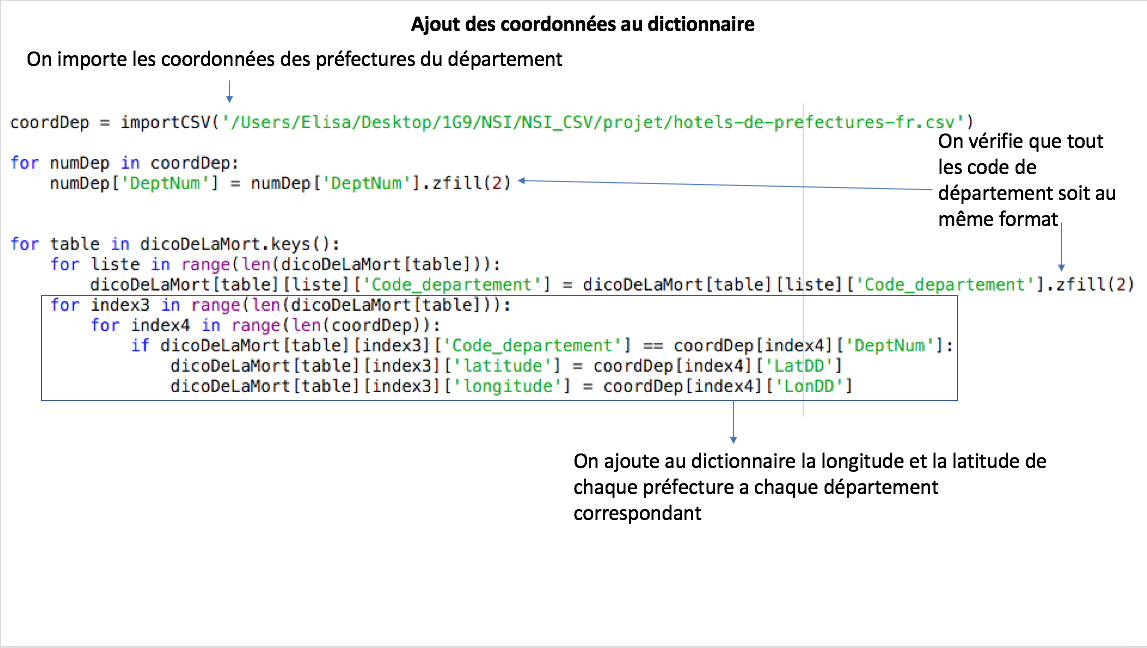 Ajout des coordonnées au dictionnaire
On importe les coordonnées des préfectures du département
coordDep = importCSV('/Users/Elisa/Desktop/1G9/NSI/NSI_CSV/projet/hotels-de-prefectures-fr.csv')
On vérifie que tout
les code de
département soit au
même format
for numDep in coordDep:
    numDep['DeptNum'] = numDep['DeptNum'].zfill(2)
for table in dicoDeLaMort.keys():
    for liste in range(len(dicoDeLaMort[table])):
        dicoDeLaMort[table][liste]['Code_departement'] = dicoDeLaMort[table][liste]['Code_departement'].zfill(2)
    for index3 in range(len(dicoDeLaMort[table])):
        for index4 in range(len(coordDep)):
            if dicoDeLaMort[table][index3]['Code_departement'] == coordDep[index4]['DeptNum']:
                dicoDeLaMort[table][index3]['latitude'] = coordDep[index4]['LatDD']
                dicoDeLaMort[table][index3]['longitude'] = coordDep[index4]['LonDD']
On ajoute au dictionnaire la longitude et la latitude de
chaque préfecture a chaque département
correspondant